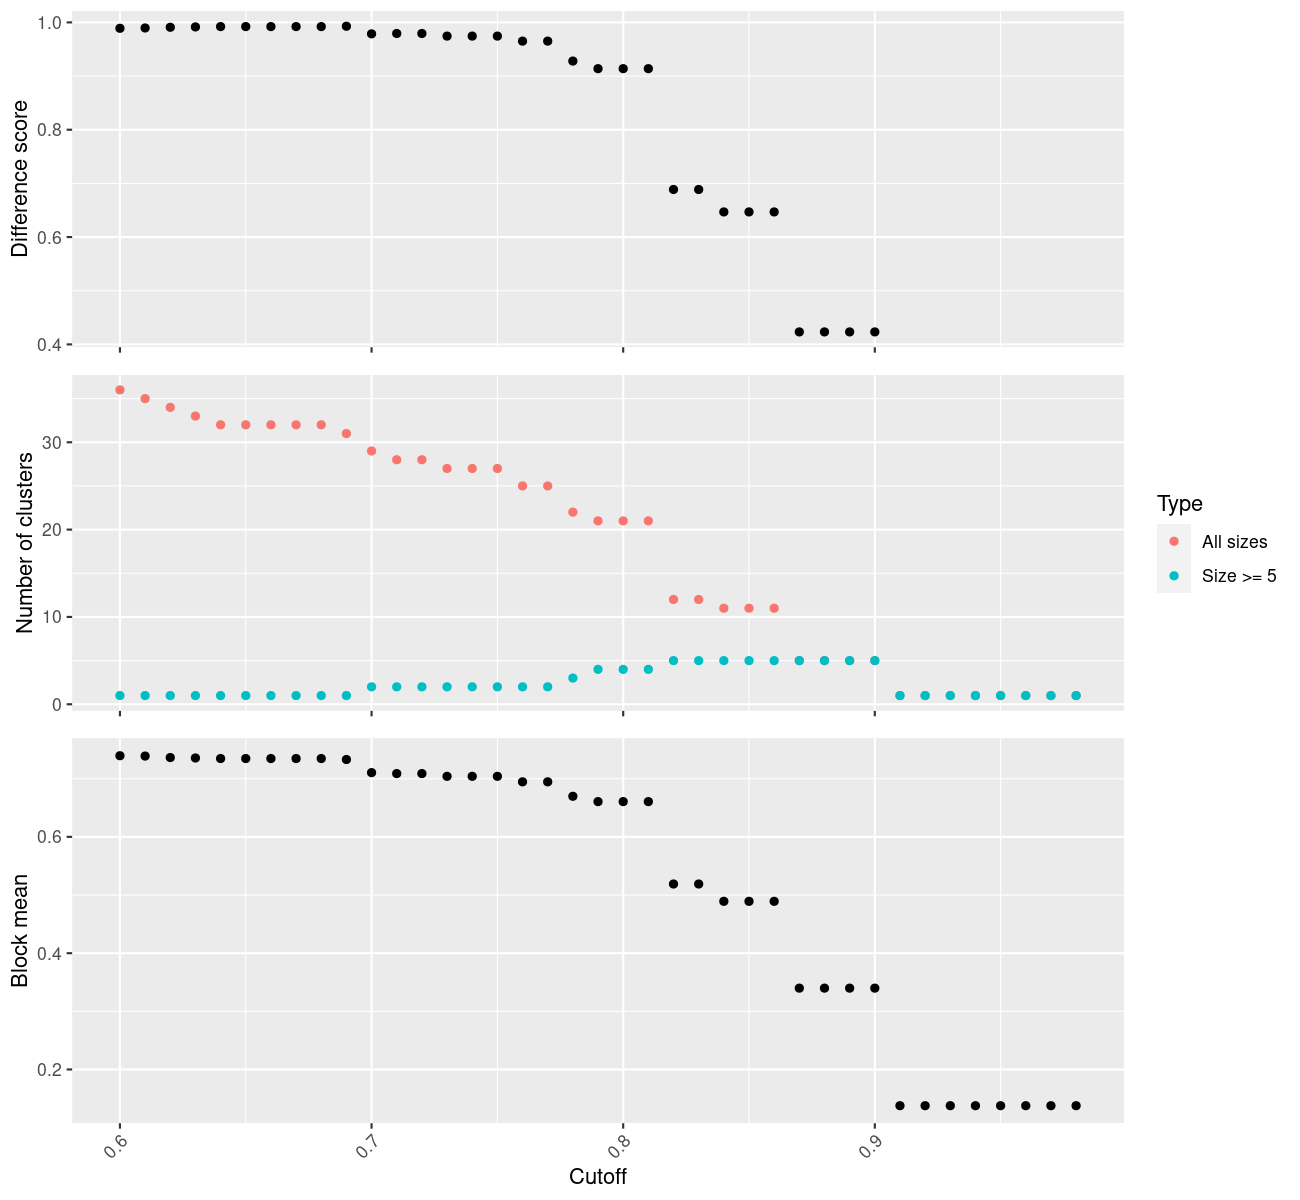 Difference score
1.0
0.8
0.6
0.4
Number of clusters
30
20
10
0
Type
All sizes
Size >= 5
Block mean
0.6
0.4
0.2
0.6
0.7
0.8
0.9
Cutoff